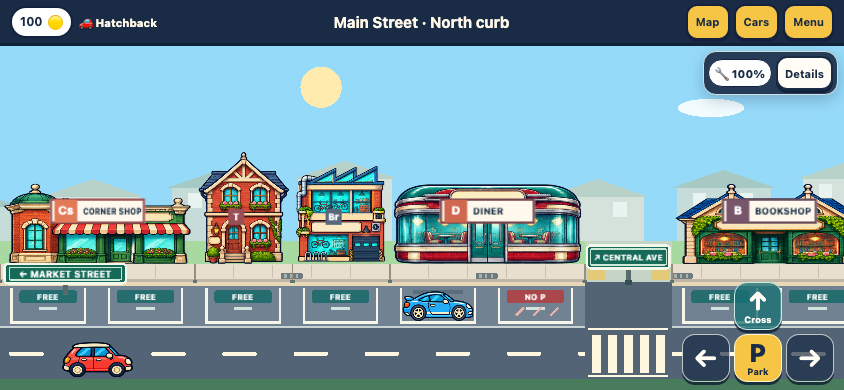 100
Hatchback
Main Street · North curb
Map
Cars
Menu
100%
Details
Cs CORNER SHOP
T
Br
D DINER
B BOOKSHOP
← MARKET STREET
↗ CENTRAL AVE
FREE
FREE
FREE
FREE
NO P
FREE
FREE
↑
Cross
←
P
Park
→